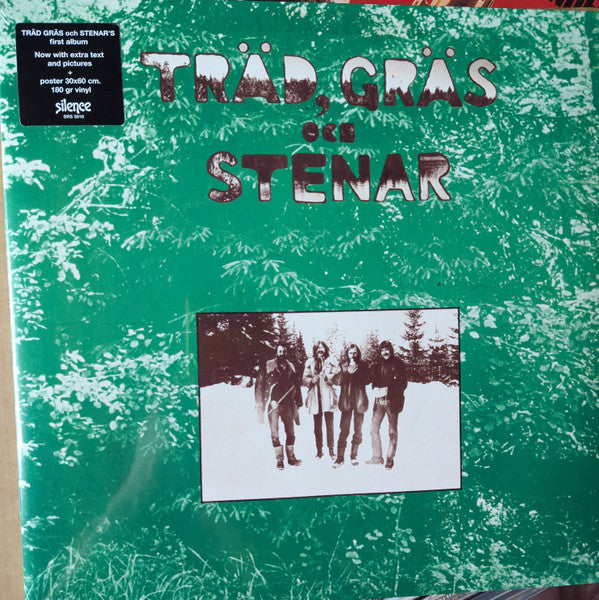 TRÄD GRÄS och STENAR'S
first album
Now with extra text
and pictures
+
poster 30x60 cm.
180 gr vinyl
silence
SRS 3610
TRÄD, GRÄS
och
STENAR